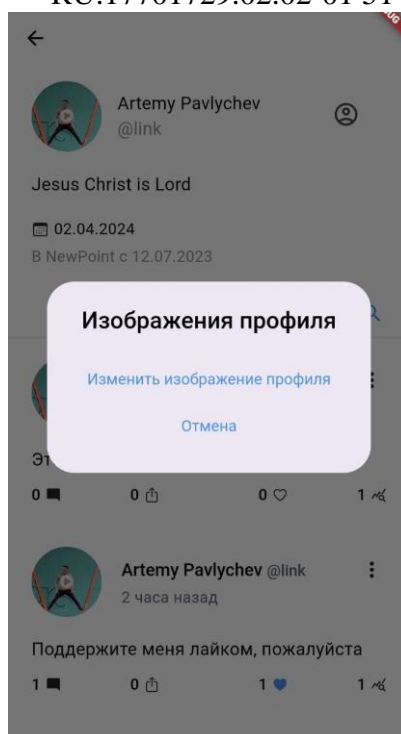 Artemy Pavlychev
@link
Jesus Christ is Lord
02.04.2024
В NewPoint с 12.07.2023
Изображения профиля
Изменить изображение профиля
Отмена
Эт
0 0 0 1
Artemy Pavlychev @link
2 часа назад
Поддержите меня лайком, пожалуйста
1 0 1 1